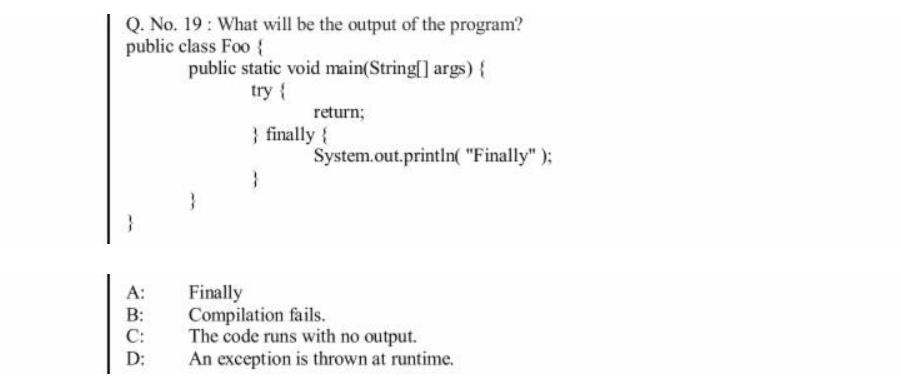 Q. No. 19 : What will be the output of the program?
public class Foo {
public static void main(String[] args) {
try {
return;
} finally {
System.out.println( "Finally" );
}
}
}
A: Finally
B: Compilation fails.
C: The code runs with no output.
D: An exception is thrown at runtime.